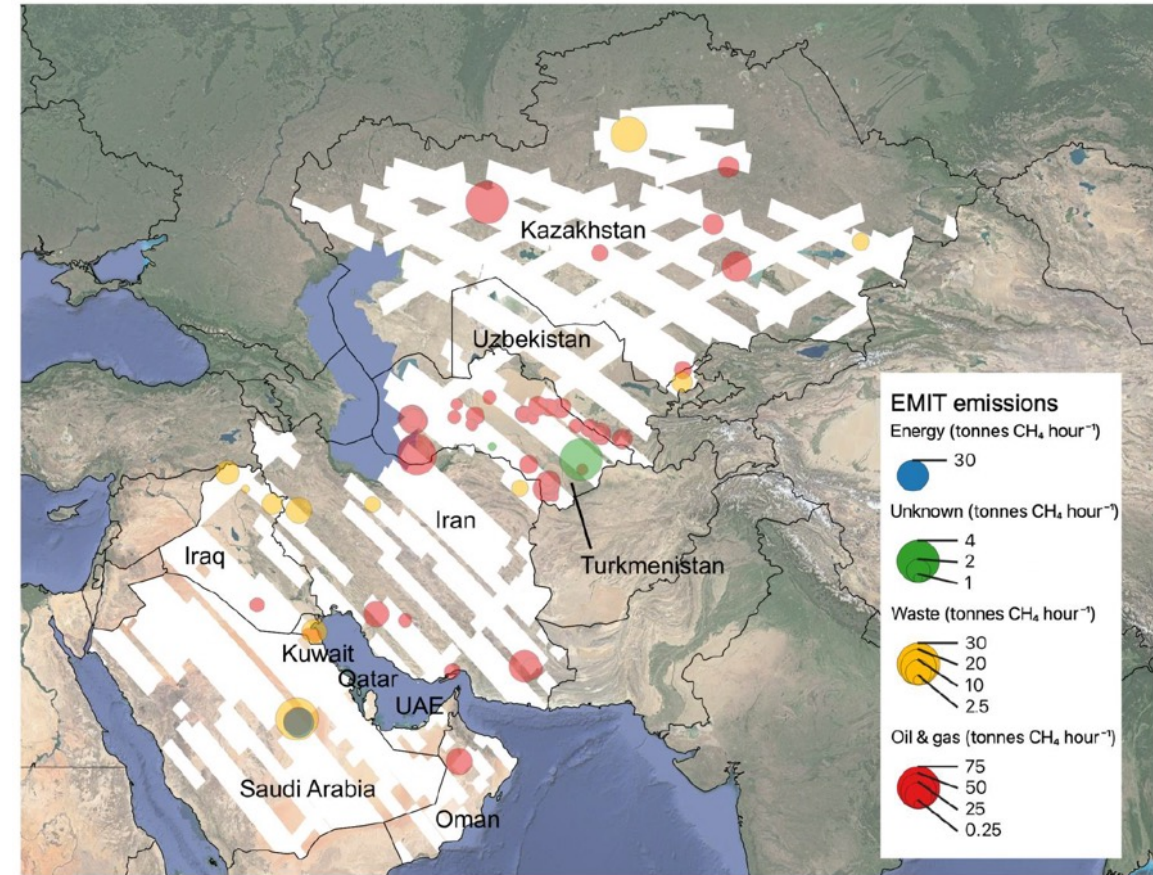 Kazakhstan
Uzbekistan
Iran
Turkmenistan
Iraq
Kuwait
Qatar
UAE
Saudi Arabia
Oman
EMIT emissions
Energy (tonnes CH₄ hour⁻¹)
30
Unknown (tonnes CH₄ hour⁻¹)
4
2
1
Waste (tonnes CH₄ hour⁻¹)
30
20
10
2.5
Oil & gas (tonnes CH₄ hour⁻¹)
75
50
25
0.25